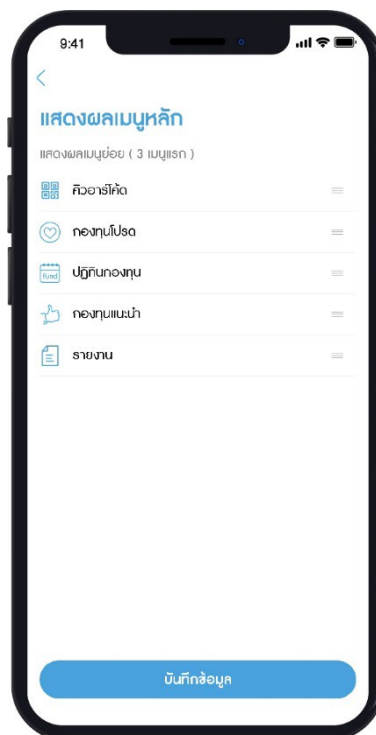 9:41
แสดงผลเมนูหลัก
แสดงผลเมนูย่อย ( 3 เมนูแรก )
คิวอาร์โค้ด
กองทุนโปรด
Fund
ปฏิทินกองทุน
กองทุนแนะนำ
รายงาน
บันทึกข้อมูล